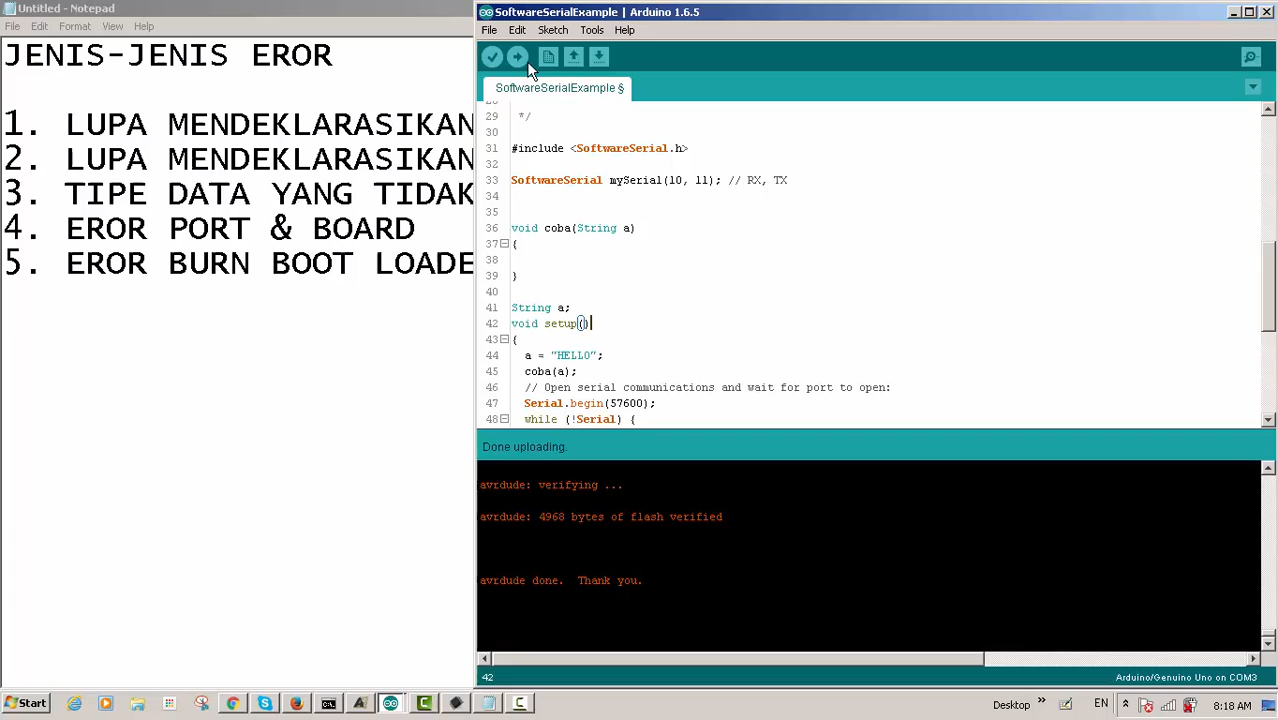 Untitled - Notepad
File Edit Format View Help
JENIS-JENIS EROR
1. LUPA MENDEKLARASIKAN
2. LUPA MENDEKLARASIKAN
3. TIPE DATA YANG TIDAK
4. EROR PORT & BOARD
5. EROR BURN BOOT LOADE
SoftwareSerialExample | Arduino 1.6.5
File Edit Sketch Tools Help
SoftwareSerialExample §
29 */
30
31 #include <SoftwareSerial.h>
32
33 SoftwareSerial mySerial(10, 11); // RX, TX
34
35
36 void coba(String a)
37 {
38
39 }
40
41 String a;
42 void setup()
43 {
44 a = "HELLO";
45 coba(a);
46 // Open serial communications and wait for port to open:
47 Serial.begin(57600);
48 while (!Serial) {
Done uploading.
avrdude: verifying ...
avrdude: 4968 bytes of flash verified
avrdude done. Thank you.
42 Arduino/Genuino Uno on COM3
Start Desktop EN 8:18 AM